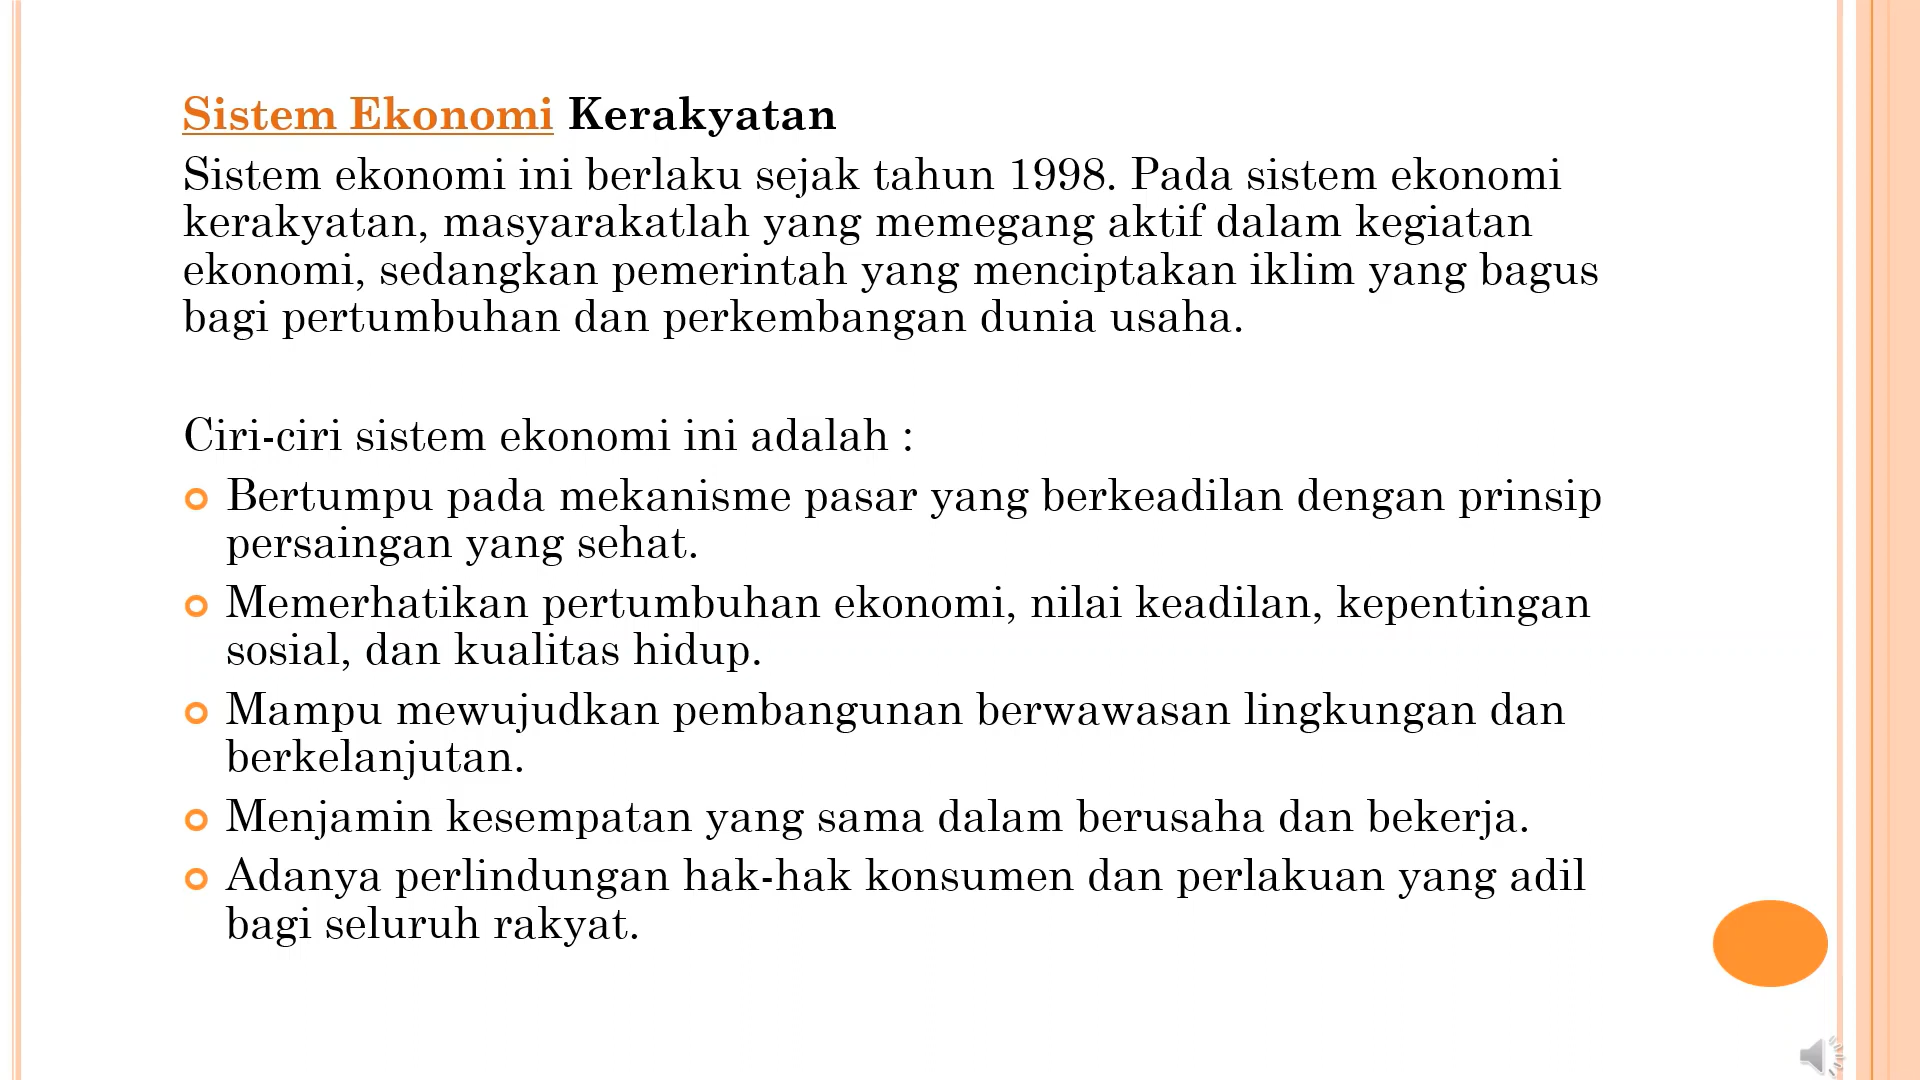 Sistem Ekonomi Kerakyatan
Sistem ekonomi ini berlaku sejak tahun 1998. Pada sistem ekonomi
kerakyatan, masyarakatlah yang memegang aktif dalam kegiatan
ekonomi, sedangkan pemerintah yang menciptakan iklim yang bagus
bagi pertumbuhan dan perkembangan dunia usaha.
Ciri-ciri sistem ekonomi ini adalah :
Bertumpu pada mekanisme pasar yang berkeadilan dengan prinsip
persaingan yang sehat.
Memerhatikan pertumbuhan ekonomi, nilai keadilan, kepentingan
sosial, dan kualitas hidup.
Mampu mewujudkan pembangunan berwawasan lingkungan dan
berkelanjutan.
Menjamin kesempatan yang sama dalam berusaha dan bekerja.
Adanya perlindungan hak-hak konsumen dan perlakuan yang adil
bagi seluruh rakyat.